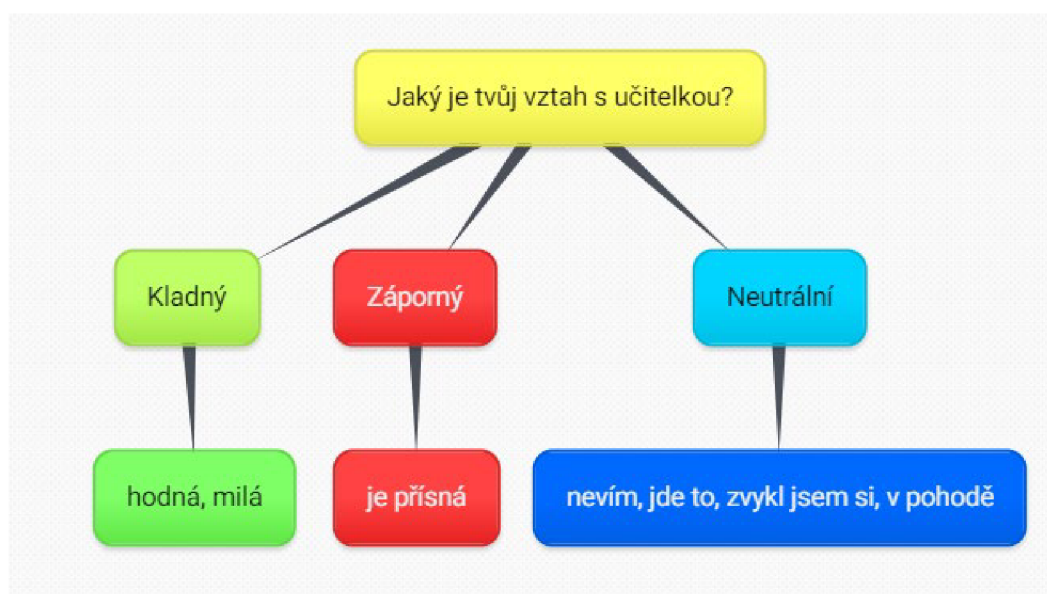 Jaký je tvůj vztah s učitelkou?
Kladný
Záporný
Neutrální
hodná, milá
je přísná
nevím, jde to, zvykl jsem si, v pohodě